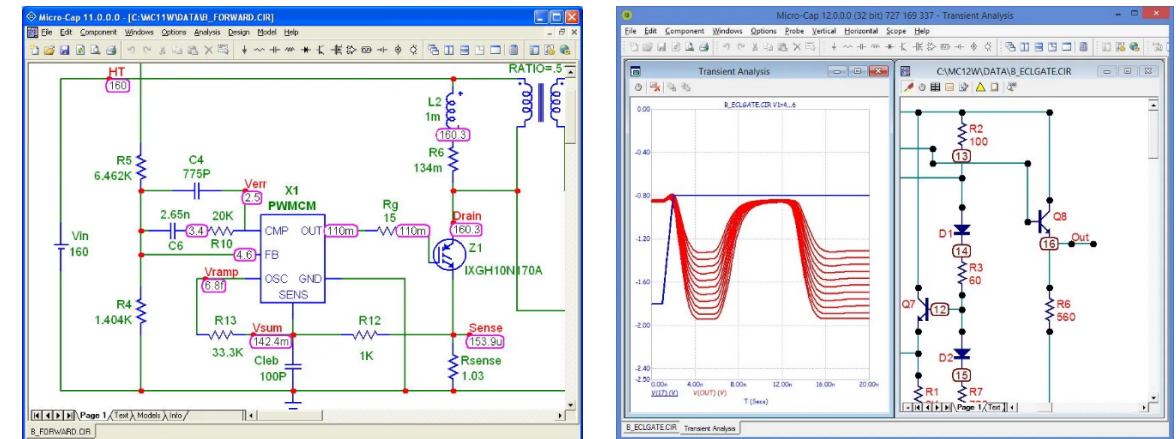 Micro-Cap 11.0.0.0 - [C:\MC11W\DATA\B_FORWARD.CIR]
File Edit Component Windows Options Analysis Design Model Help
HT
160
RATIO=.5
L2
1m
160.3
R5
6.462K
C4
775P
R6
134m
Verr
2.5
X1
PWMCM
Rg
15
Drain
160.3
2.65n
20K
3.4
CMP OUT
110m
110m
Vin
160
C6
R10
Z1
4.6
FB
IXGH10N170A
Vramp
6.8f
OSC GND
SENS
R4
1.404K
R13
33.3K
Vsum
142.4m
R12
1K
Sense
153.9u
Cleb
100P
Rsense
1.03
Page 1 Text Models Info
B_FORWARD.CIR
Micro-Cap 12.0.0.0 (32 bit) 727 169 337 - Transient Analysis
File Edit Component Windows Options Probe Vertical Horizontal Scope Help
Transient Analysis
B_ECLGATE.CIR V1=4...6
0.00
-0.40
-0.80
-1.20
-1.60
-2.00
-2.40
-2.50
0.00n 4.00n 8.00n 12.00n 16.00n 20.00n
V(17) (V) V(OUT) (V)
T (Secs)
C:\MC12W\DATA\B_ECLGATE.CIR
R2
100
13
Q8
D1
16
Out
14
R3
60
Q7
12
R6
560
D2
15
R1
R7
Page 1 Text
B_ECLGATE.CIR Transient Analysis